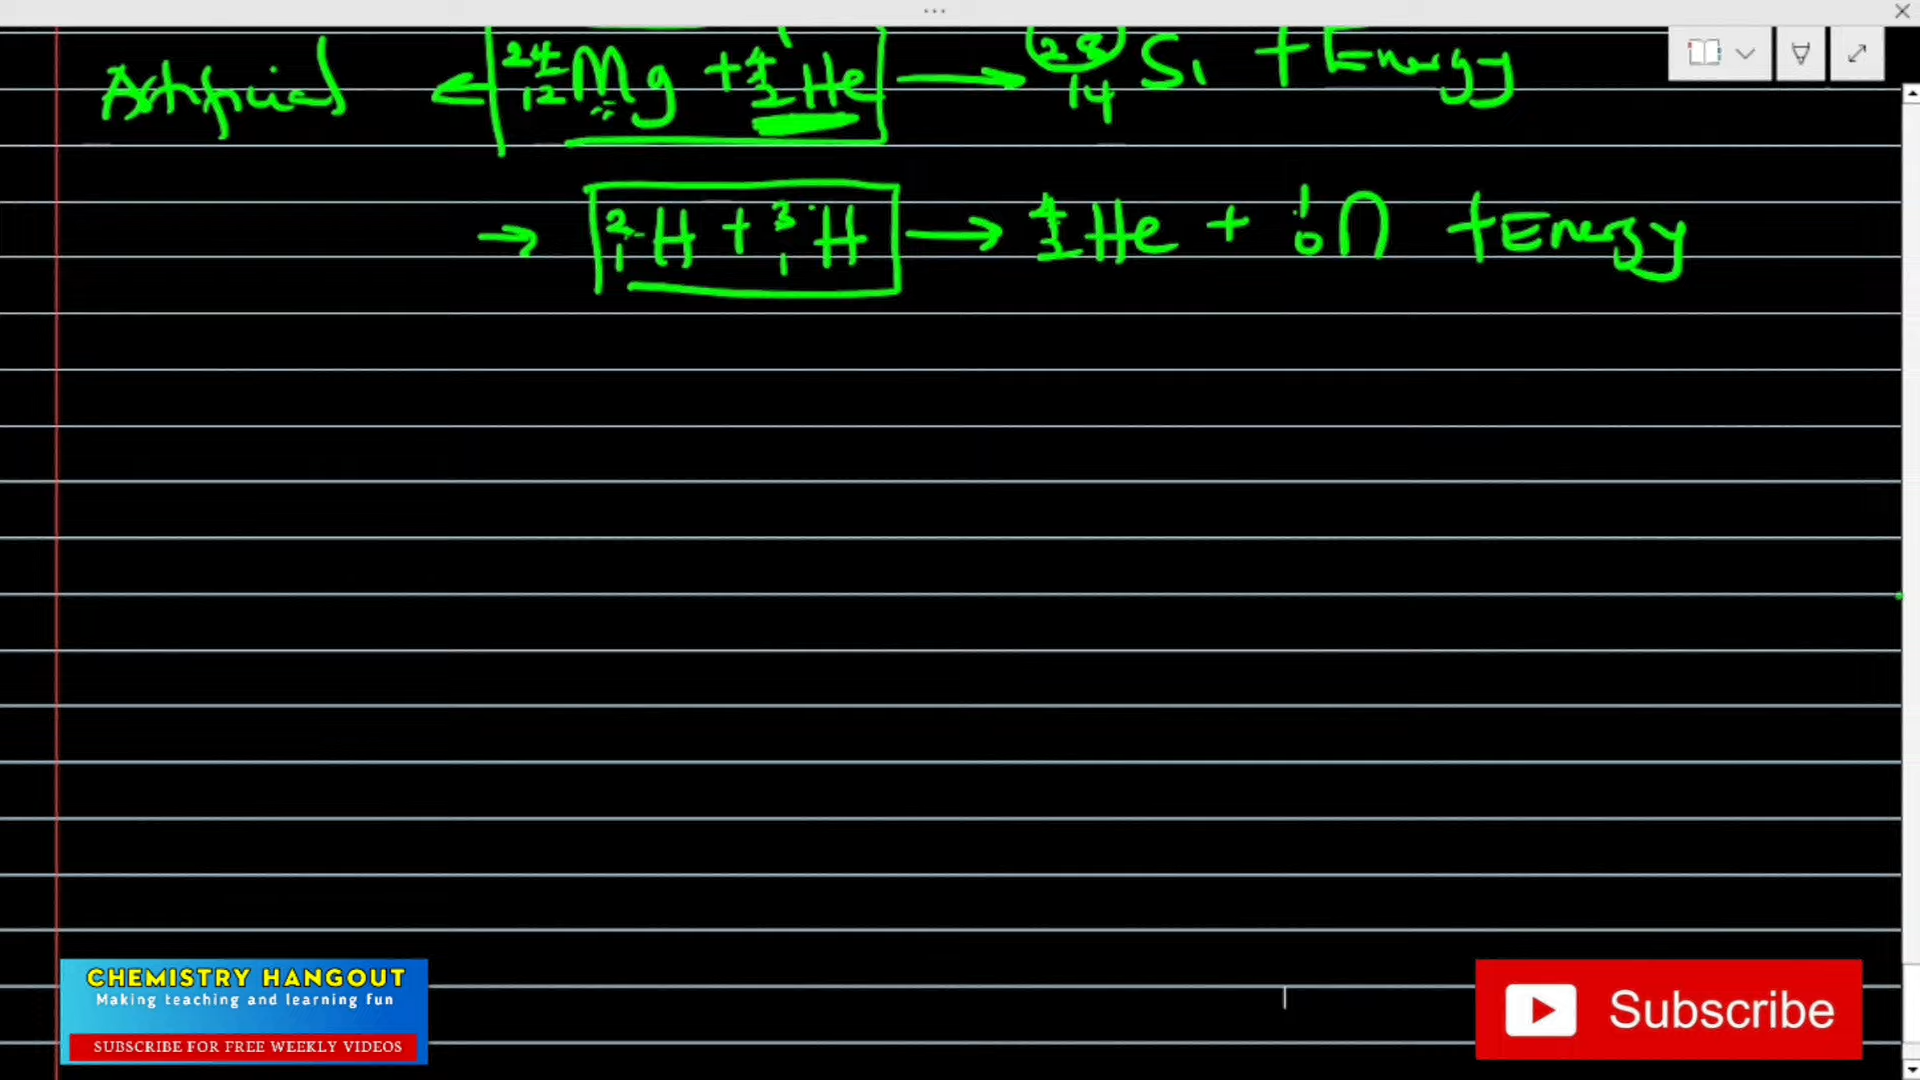 Artificial ← ²⁴₁₂Mg + ⁴₂He → ²⁸₁₄Si + Energy
→ ²₁H + ³₁H → ⁴₂He + ¹₀n + Energy
CHEMISTRY HANGOUT
Making teaching and learning fun
SUBSCRIBE FOR FREE WEEKLY VIDEOS
Subscribe